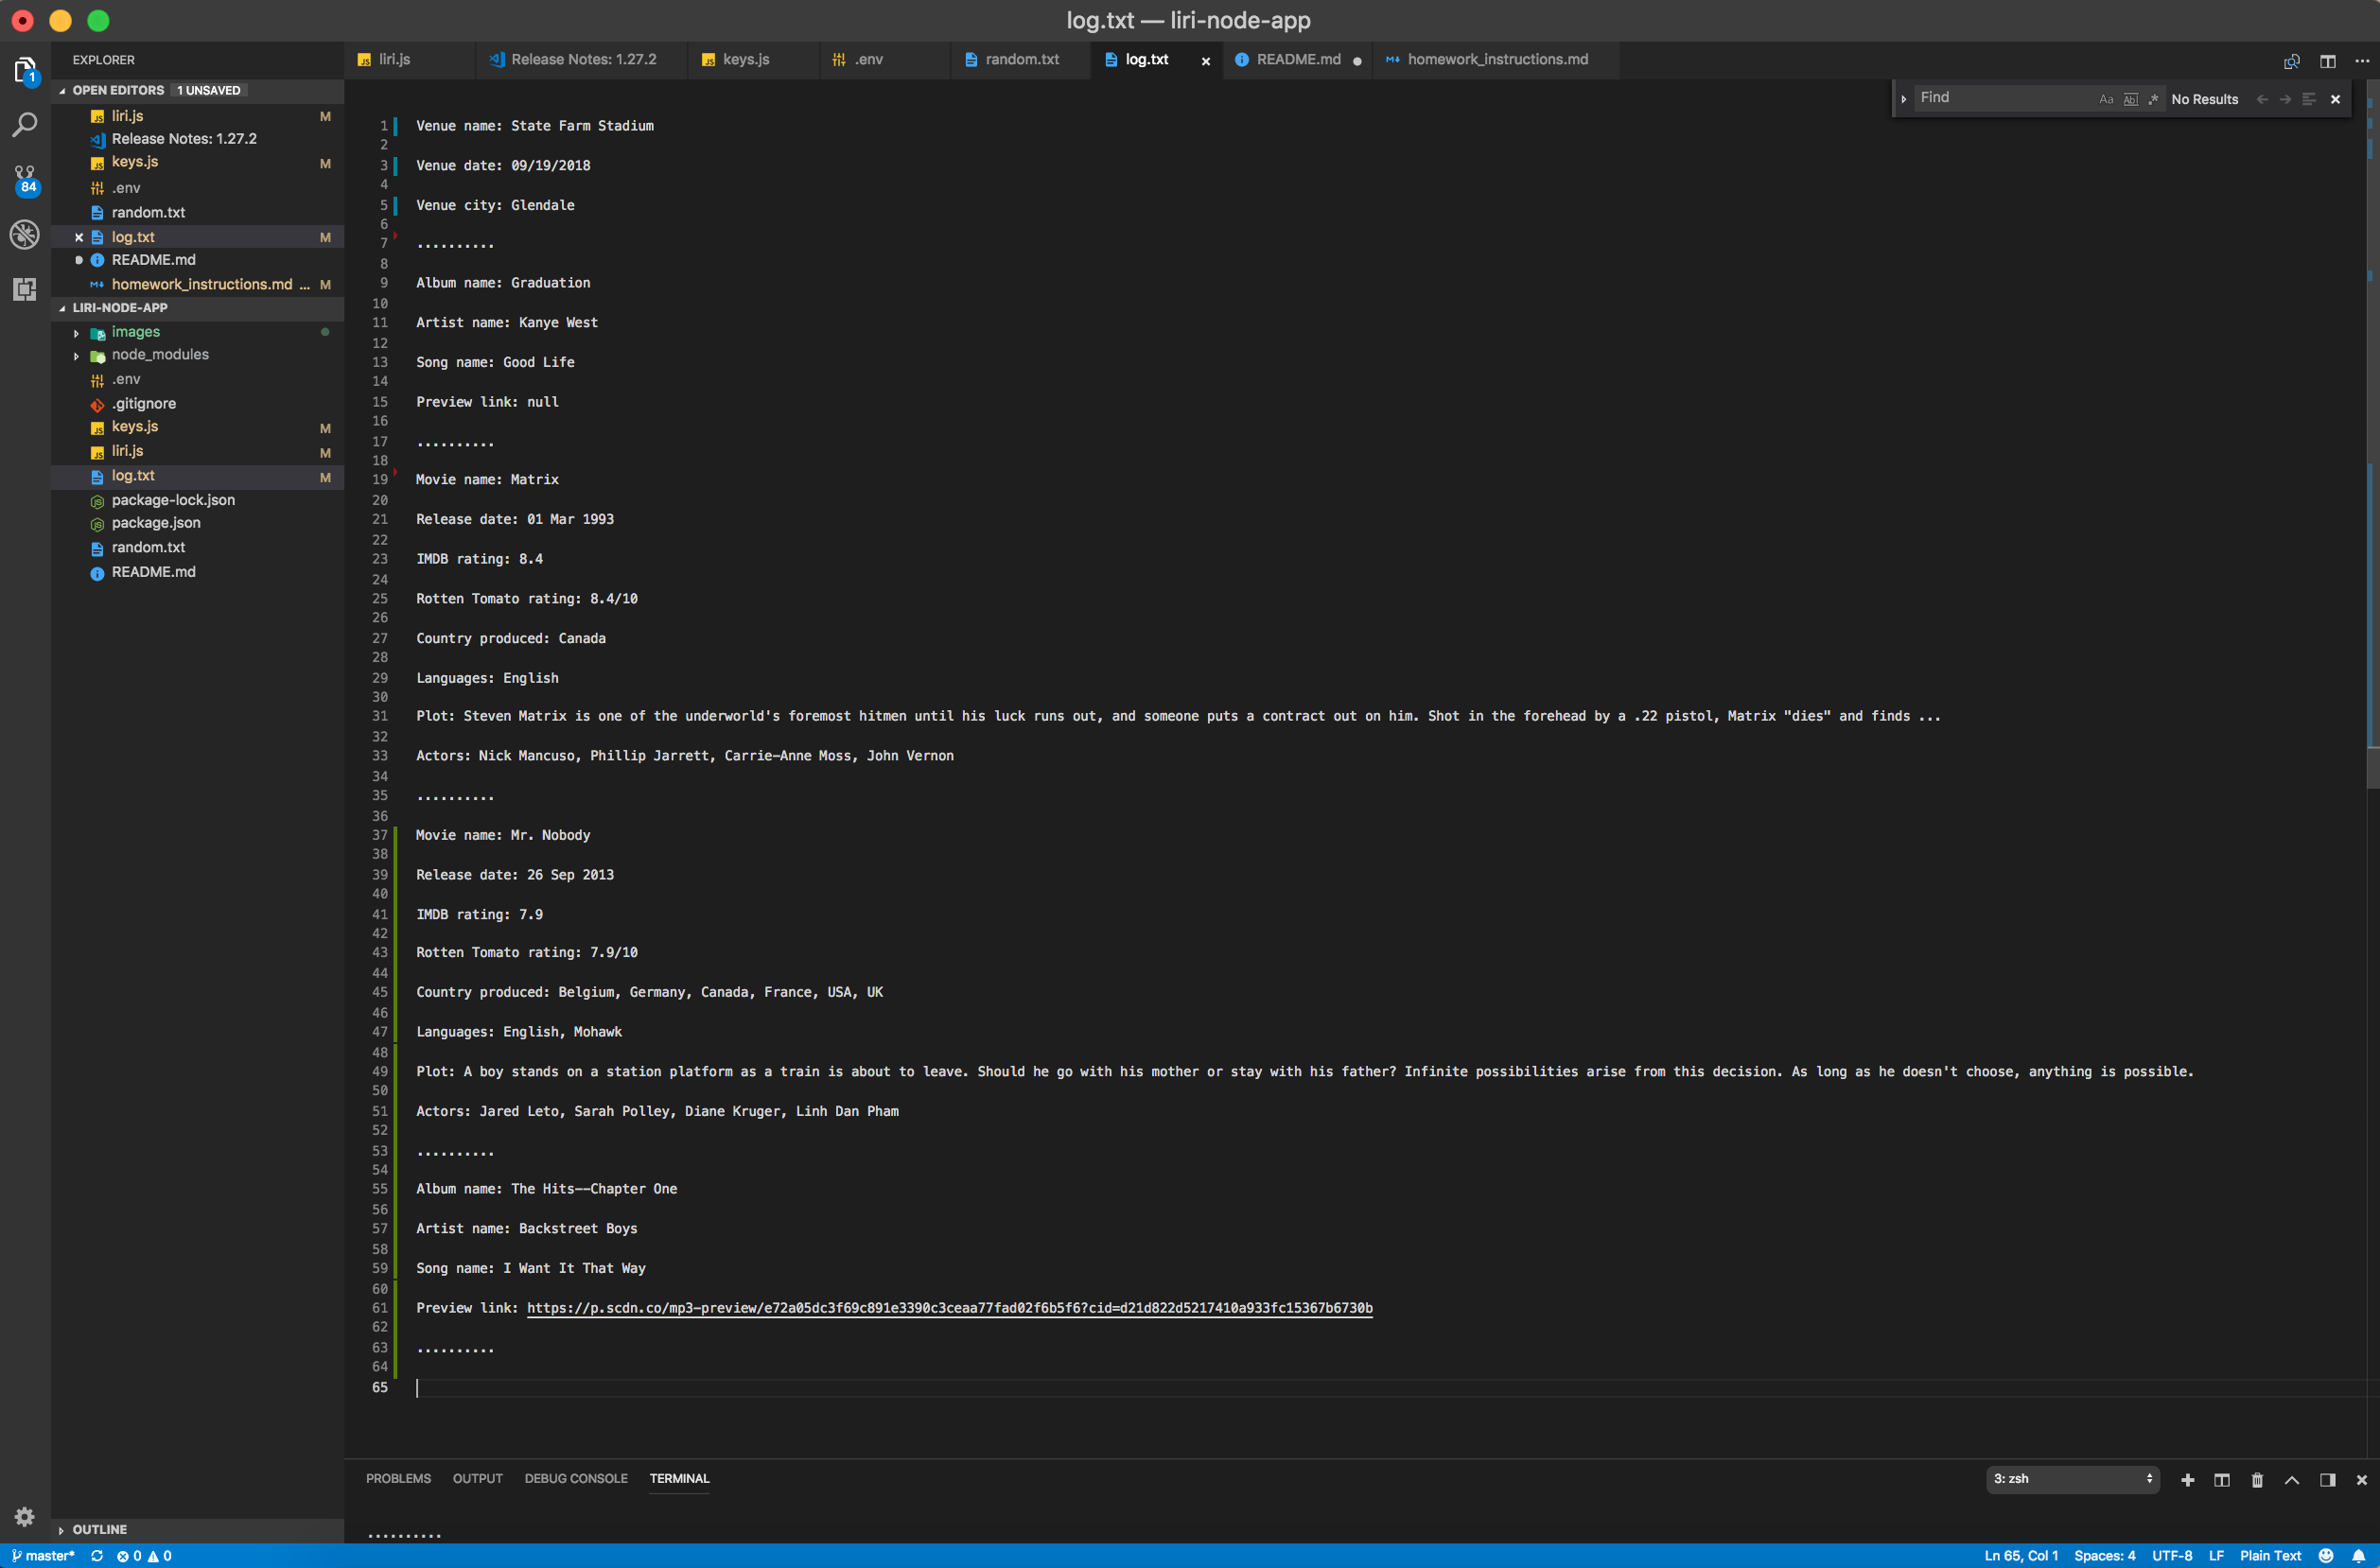 log.txt — liri-node-app
EXPLORER
OPEN EDITORS 1 UNSAVED
liri.js M
Release Notes: 1.27.2
keys.js M
.env
random.txt
log.txt M
README.md
homework_instructions.md ... M
LIRI-NODE-APP
images
node_modules
.env
.gitignore
keys.js M
liri.js M
log.txt M
package-lock.json
package.json
random.txt
README.md
OUTLINE
1
84
liri.js Release Notes: 1.27.2 keys.js .env random.txt log.txt README.md homework_instructions.md
Find Aa Abl .* No Results
1 Venue name: State Farm Stadium
2
3 Venue date: 09/19/2018
4
5 Venue city: Glendale
6
7 ..........
8
9 Album name: Graduation
10
11 Artist name: Kanye West
12
13 Song name: Good Life
14
15 Preview link: null
16
17 ..........
18
19 Movie name: Matrix
20
21 Release date: 01 Mar 1993
22
23 IMDB rating: 8.4
24
25 Rotten Tomato rating: 8.4/10
26
27 Country produced: Canada
28
29 Languages: English
30
31 Plot: Steven Matrix is one of the underworld's foremost hitmen until his luck runs out, and someone puts a contract out on him. Shot in the forehead by a .22 pistol, Matrix "dies" and finds ...
32
33 Actors: Nick Mancuso, Phillip Jarrett, Carrie-Anne Moss, John Vernon
34
35 ..........
36
37 Movie name: Mr. Nobody
38
39 Release date: 26 Sep 2013
40
41 IMDB rating: 7.9
42
43 Rotten Tomato rating: 7.9/10
44
45 Country produced: Belgium, Germany, Canada, France, USA, UK
46
47 Languages: English, Mohawk
48
49 Plot: A boy stands on a station platform as a train is about to leave. Should he go with his mother or stay with his father? Infinite possibilities arise from this decision. As long as he doesn't choose, anything is possible.
50
51 Actors: Jared Leto, Sarah Polley, Diane Kruger, Linh Dan Pham
52
53 ..........
54
55 Album name: The Hits--Chapter One
56
57 Artist name: Backstreet Boys
58
59 Song name: I Want It That Way
60
61 Preview link: https://p.scdn.co/mp3-preview/e72a05dc3f69c891e3390c3ceaa77fad02f6b5f6?cid=d21d822d5217410a933fc15367b6730b
62
63 ..........
64
65
PROBLEMS OUTPUT DEBUG CONSOLE TERMINAL 3: zsh
..........
master* 0 0 Ln 65, Col 1 Spaces: 4 UTF-8 LF Plain Text